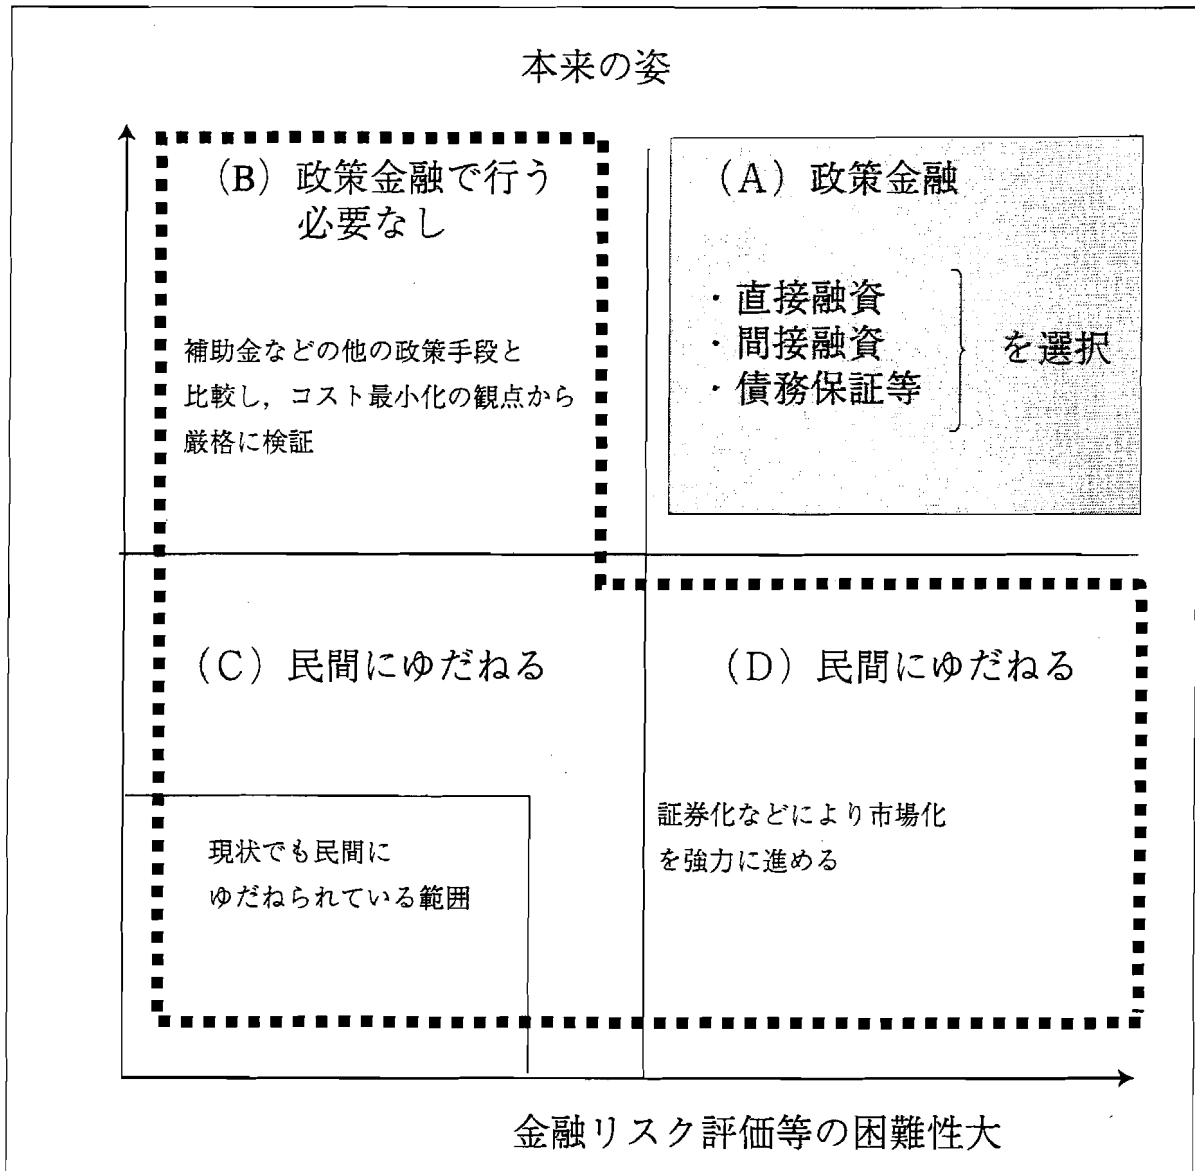 本来の姿
(B) 政策金融で行う
必要なし
補助金などの他の政策手段と
比較し，コスト最小化の観点から
厳格に検証
(A) 政策金融
・直接融資
・間接融資
・債務保証等
を選択
(C) 民間にゆだねる
現状でも民間に
ゆだねられている範囲
(D) 民間にゆだねる
証券化などにより市場化
を強力に進める
金融リスク評価等の困難性大